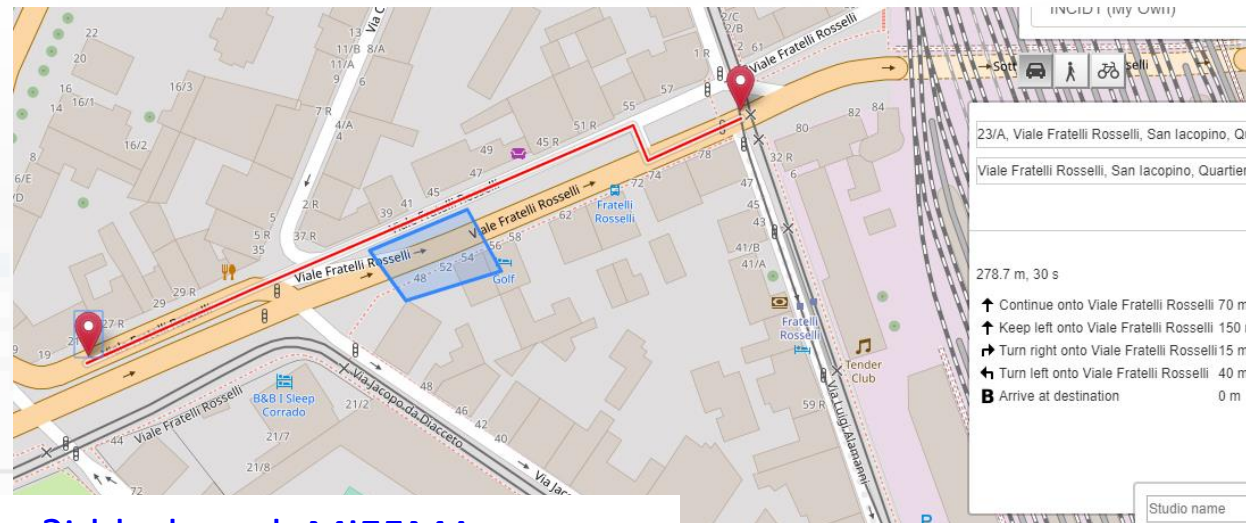 INCID1 (My Own)
23/A, Viale Fratelli Rosselli, San Iacopino, Qu
Viale Fratelli Rosselli, San Iacopino, Quartier
278.7 m, 30 s
Continue onto Viale Fratelli Rosselli 70 m
Keep left onto Viale Fratelli Rosselli 150
Turn right onto Viale Fratelli Rosselli 15 m
Turn left onto Viale Fratelli Rosselli 40 m
B Arrive at destination 0 m
Studio name
Viale Fratelli Rosselli
Viale Fratelli Rosselli
Viale Fratelli Rosselli
Viale Fratelli Rosselli
Viale Fratelli Rosselli
Fratelli
Rosselli
Golf
Fratelli
Rosselli
Tender
Club
B&B I Sleep
Corrado
Via Jacopo da Diacceto
Via Luigi Alamanni
22
20
16
14
16/1
16/2
16/3
13
11/B
8/A
11/A
9
6
7 R
4/A
4
2 R
5
5 R
35
37 R
39
41
45
47
49
45 R
51 R
55
57
1 R
2/C
2/B
2
61
29 R
29
27 R
19
48
52
54
56
58
62
72
74
78
80
82
84
32 R
6
47
45
43
41/B
41/A
59 R
44
21/2
21/7
21/8
48
46
42
40
72